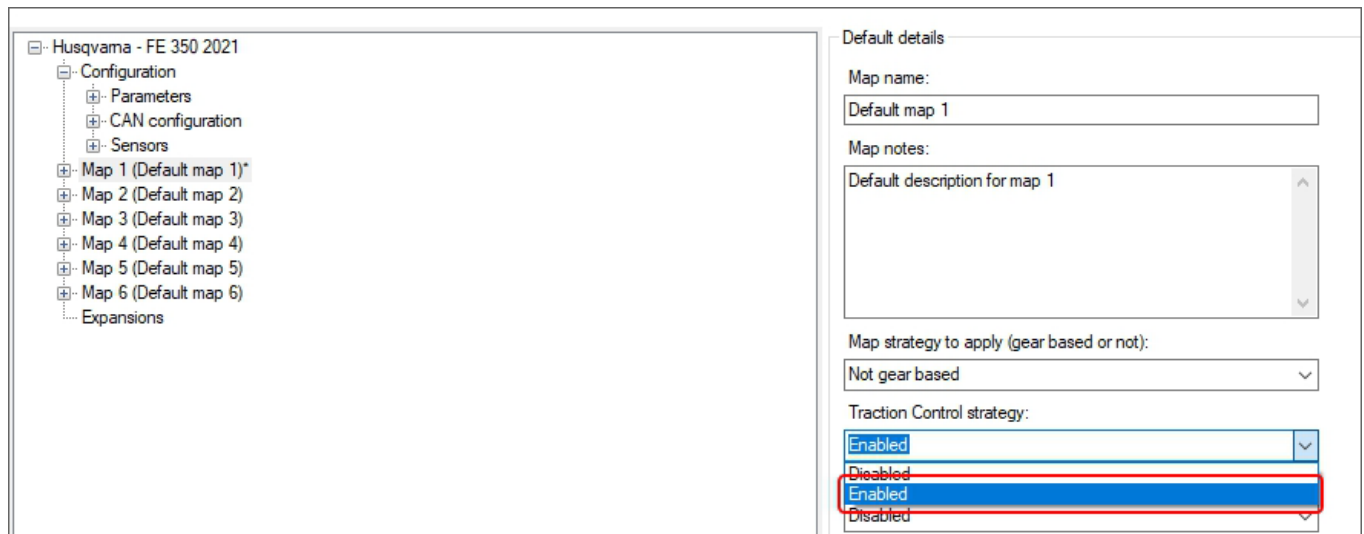 Husqvarna - FE 350 2021
Configuration
Parameters
CAN configuration
Sensors
Map 1 (Default map 1)*
Map 2 (Default map 2)
Map 3 (Default map 3)
Map 4 (Default map 4)
Map 5 (Default map 5)
Map 6 (Default map 6)
Expansions
Default details
Map name:
Default map 1
Map notes:
Default description for map 1
Map strategy to apply (gear based or not):
Not gear based
Traction Control strategy:
Enabled
Disabled
Enabled
Disabled